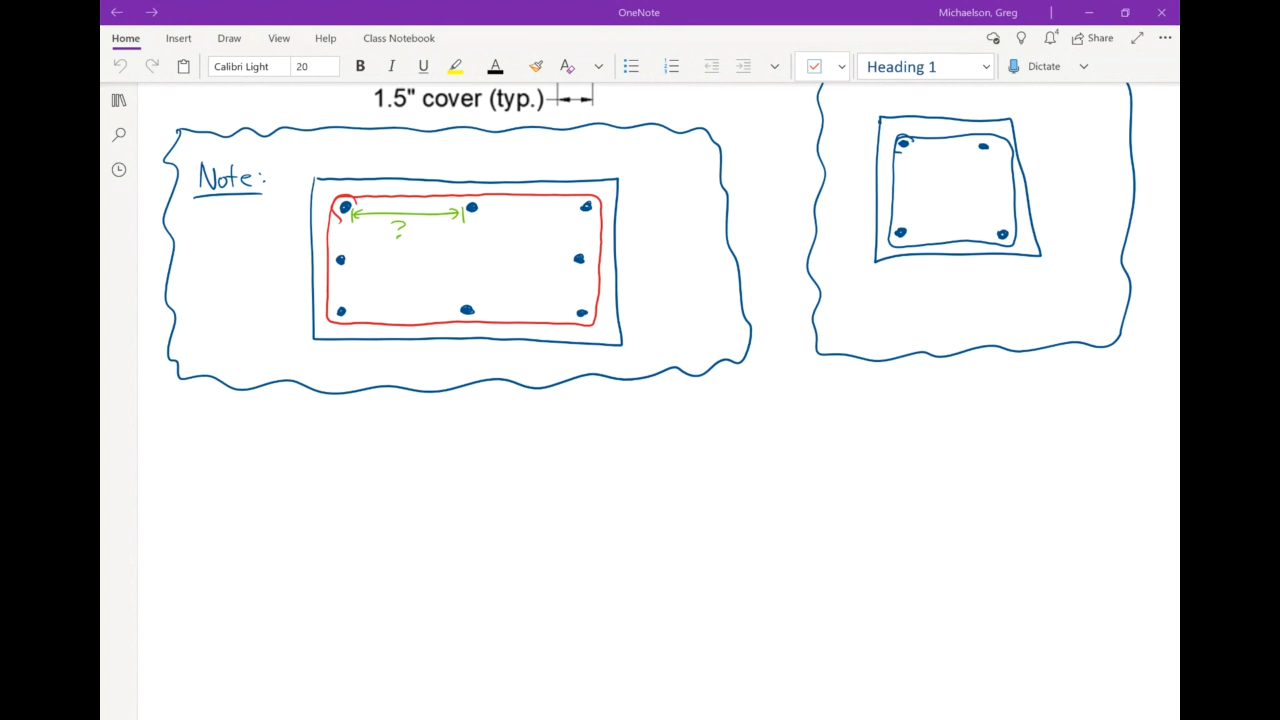 OneNote
Michaelson, Greg
Home Insert Draw View Help Class Notebook
4
Share
Calibri Light 20 B I U A A Heading 1 Dictate
1.5" cover (typ.)
Note:
?